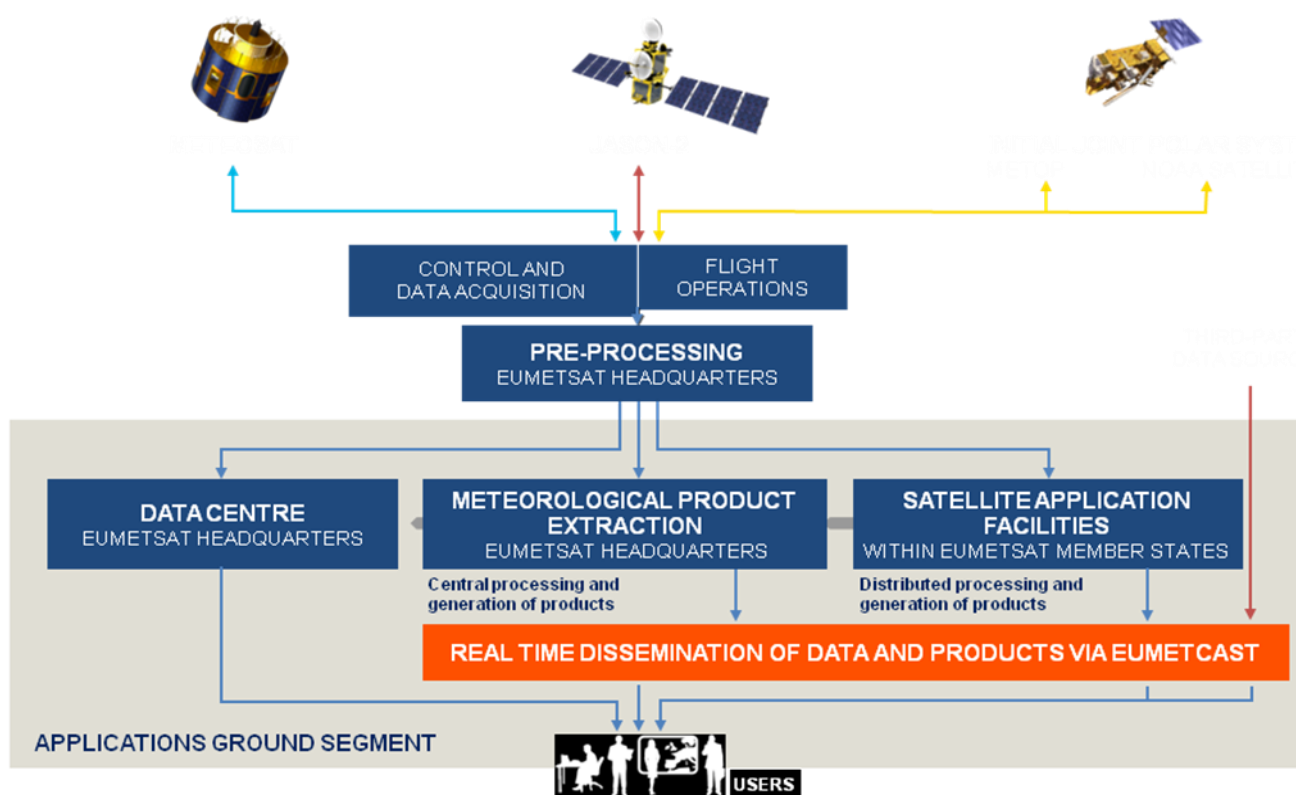 CONTROL AND
DATA ACQUISITION
FLIGHT
OPERATIONS
PRE-PROCESSING
EUMETSAT HEADQUARTERS
DATA CENTRE
EUMETSAT HEADQUARTERS
METEOROLOGICAL PRODUCT
EXTRACTION
EUMETSAT HEADQUARTERS
SATELLITE APPLICATION
FACILITIES
WITHIN EUMETSAT MEMBER STATES
Central processing and
generation of products
Distributed processing and
generation of products
REAL TIME DISSEMINATION OF DATA AND PRODUCTS VIA EUMETCAST
APPLICATIONS GROUND SEGMENT
USERS